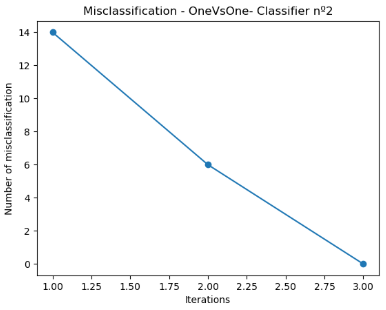 Misclassification - OneVsOne- Classifier nº2
14
12
10
8
6
4
2
0
Number of misclassification
1.00 1.25 1.50 1.75 2.00 2.25 2.50 2.75 3.00
Iterations